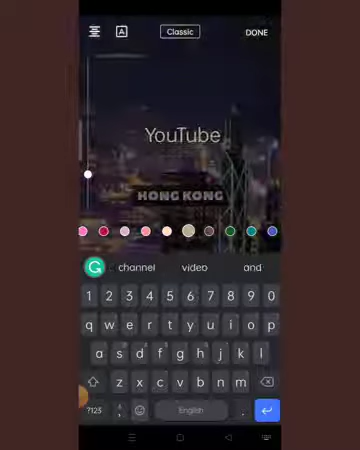 Classic
DONE
YouTube
HONG KONG
channel video and
1 2 3 4 5 6 7 8 9 0
q w e r t y u i o p
a s d f g h j k l
z x c v b n m
?123 , English .